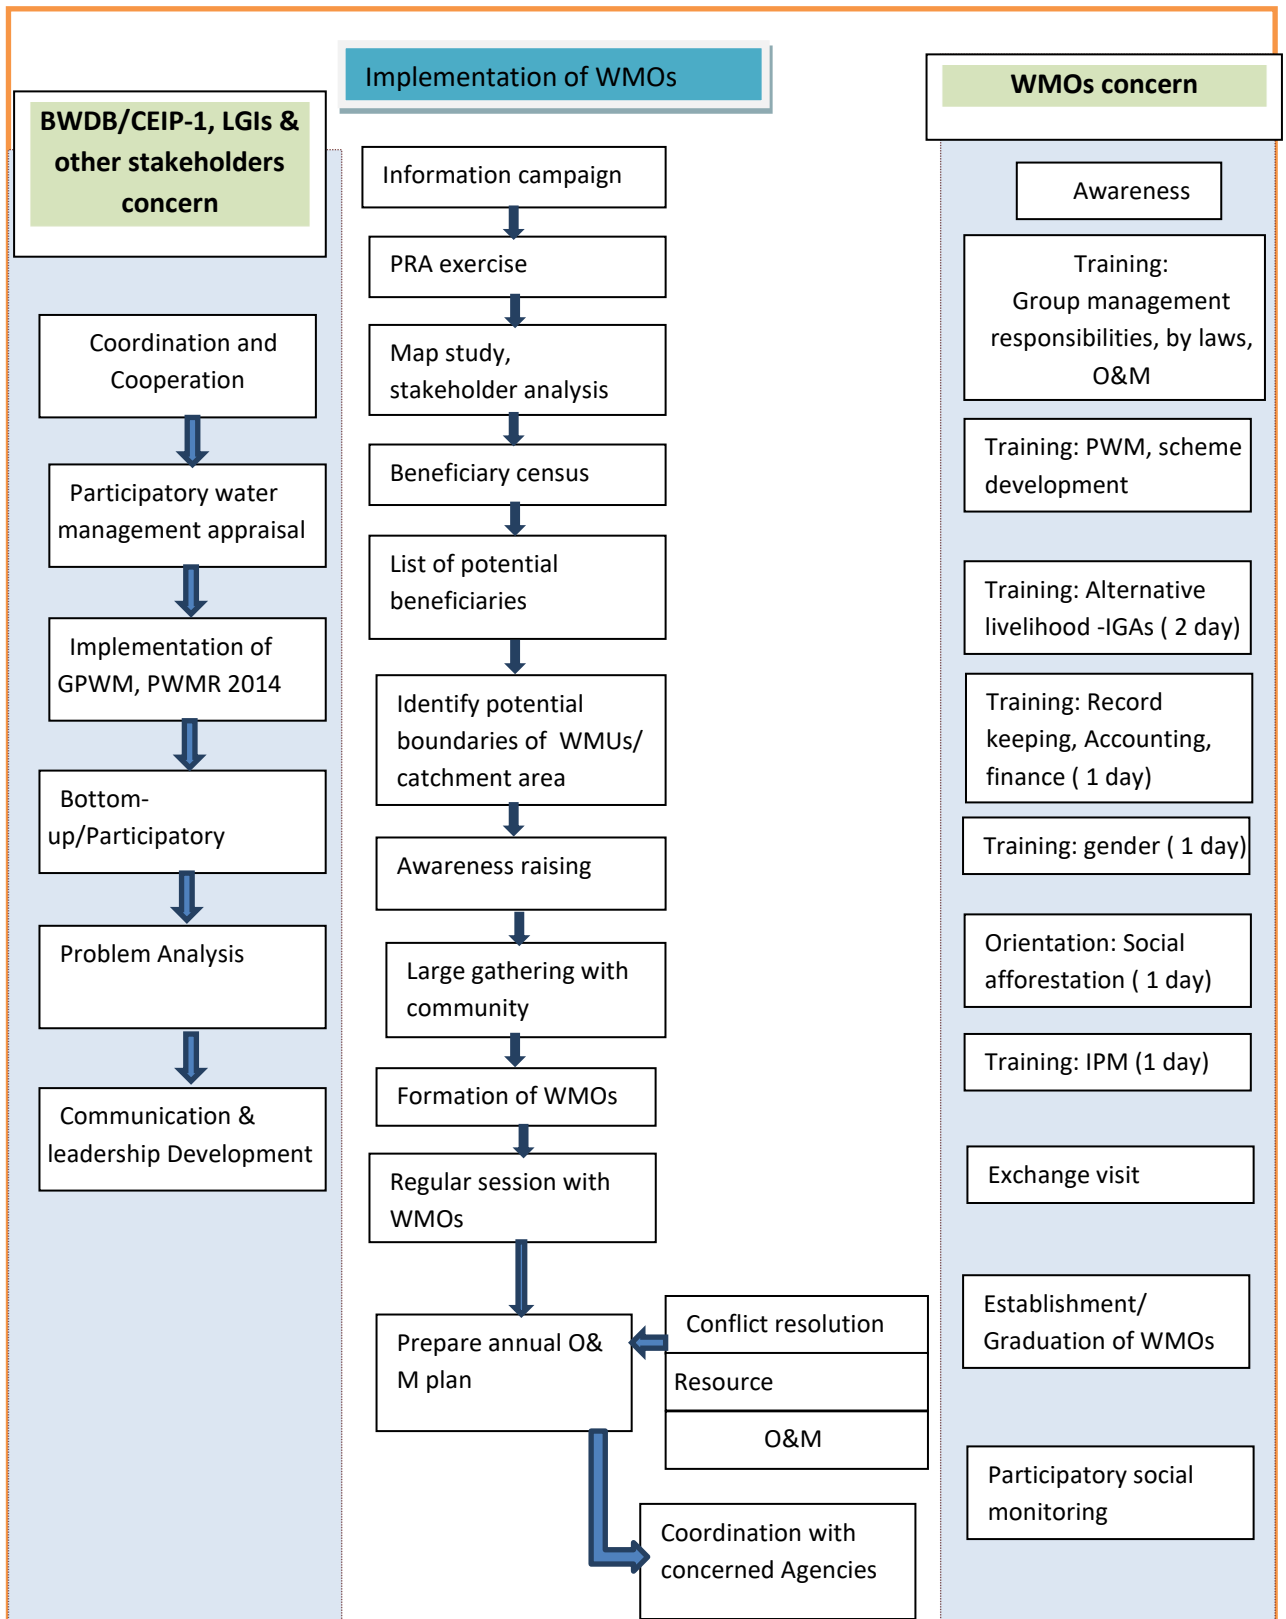 Implementation of WMOs
BWDB/CEIP-1, LGIs &
other stakeholders
concern
Coordination and
Cooperation
Participatory water
management appraisal
Implementation of
GPWM, PWMR 2014
Bottom-
up/Participatory
Problem Analysis
Communication &
leadership Development
Information campaign
PRA exercise
Map study,
stakeholder analysis
Beneficiary census
List of potential
beneficiaries
Identify potential
boundaries of WMUs/
catchment area
Awareness raising
Large gathering with
community
Formation of WMOs
Regular session with
WMOs
Prepare annual O&
M plan
Conflict resolution
Resource
O&M
Coordination with
concerned Agencies
WMOs concern
Awareness
Training:
Group management
responsibilities, by laws,
O&M
Training: PWM, scheme
development
Training: Alternative
livelihood -IGAs ( 2 day)
Training: Record
keeping, Accounting,
finance ( 1 day)
Training: gender ( 1 day)
Orientation: Social
afforestation ( 1 day)
Training: IPM (1 day)
Exchange visit
Establishment/
Graduation of WMOs
Participatory social
monitoring